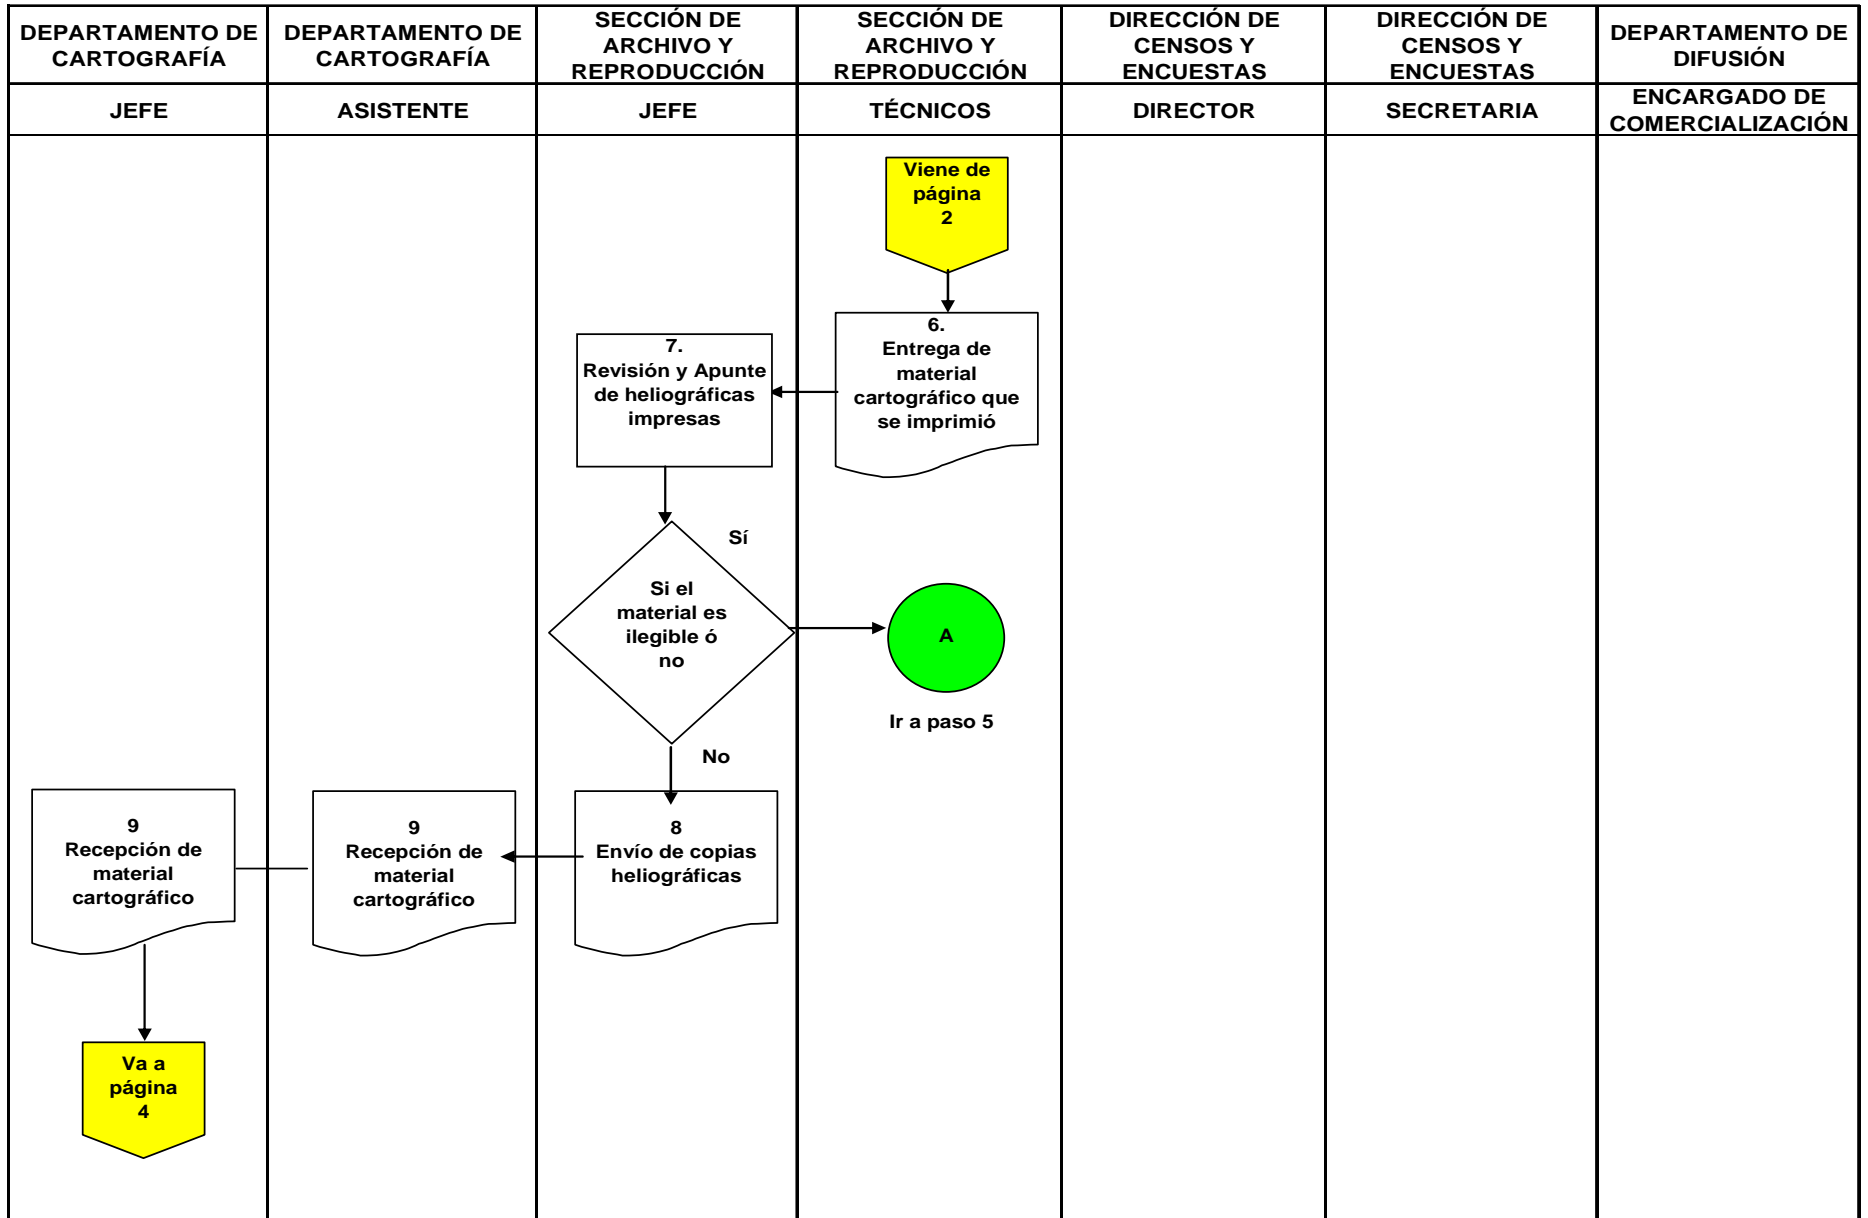 DEPARTAMENTO DE
CARTOGRAFÍA
DEPARTAMENTO DE
CARTOGRAFÍA
SECCIÓN DE
ARCHIVO Y
REPRODUCCIÓN
SECCIÓN DE
ARCHIVO Y
REPRODUCCIÓN
DIRECCIÓN DE
CENSOS Y
ENCUESTAS
DIRECCIÓN DE
CENSOS Y
ENCUESTAS
DEPARTAMENTO DE
DIFUSIÓN
JEFE
ASISTENTE
JEFE
TÉCNICOS
DIRECTOR
SECRETARIA
ENCARGADO DE
COMERCIALIZACIÓN
Viene de
página
2
6.
Entrega de
material
cartográfico que
se imprimió
7.
Revisión y Apunte
de heliográficas
impresas
Sí
Si el
material es
ilegible ó
no
A
Ir a paso 5
No
9
Recepción de
material
cartográfico
9
Recepción de
material
cartográfico
8
Envío de copias
heliográficas
Va a
página
4